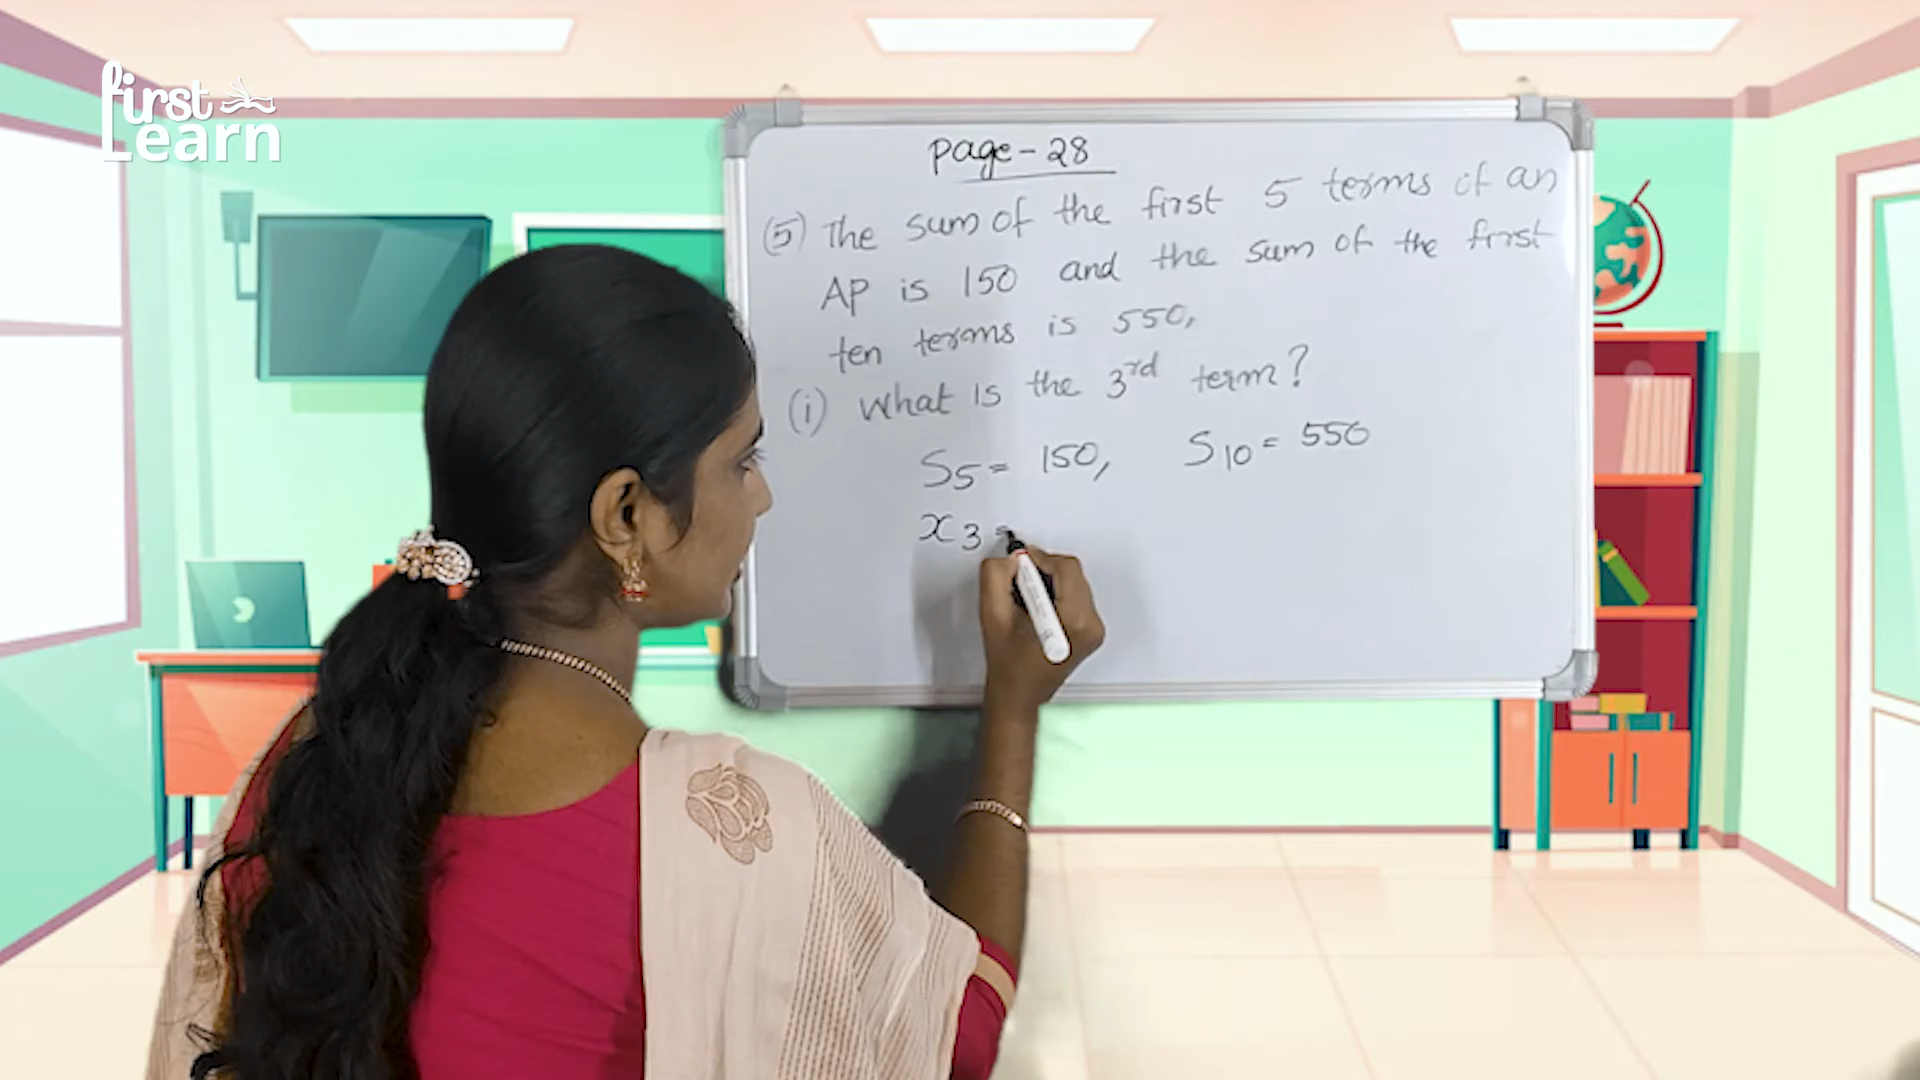 first
Learn
page - 28
(5) The sum of the first 5 terms of an
AP is 150 and the sum of the first
ten terms is 550,
(i) What is the 3rd term?
S5 = 150, S10 = 550
x3 =